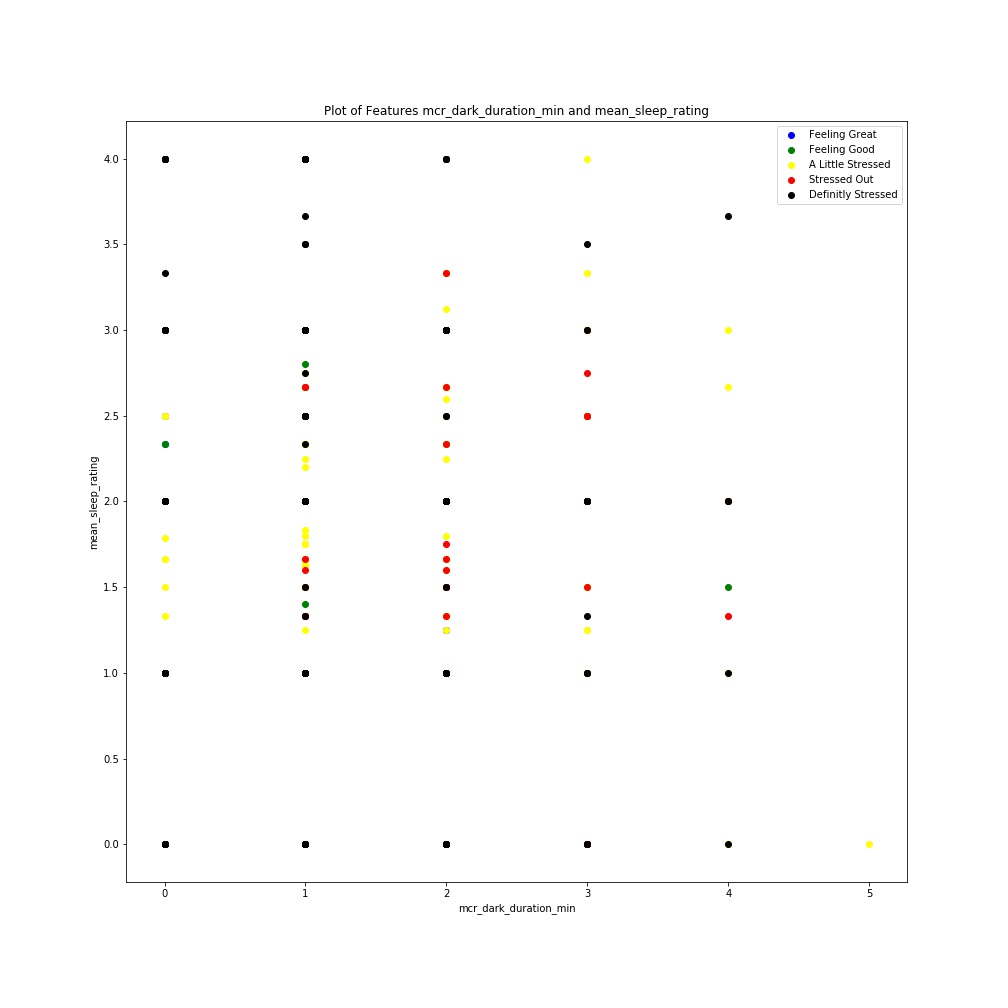 Plot of Features mcr_dark_duration_min and mean_sleep_rating
Feeling Great
Feeling Good
A Little Stressed
Stressed Out
Definitly Stressed
mean_sleep_rating
4.0
3.5
3.0
2.5
2.0
1.5
1.0
0.5
0.0
0 1 2 3 4 5
mcr_dark_duration_min